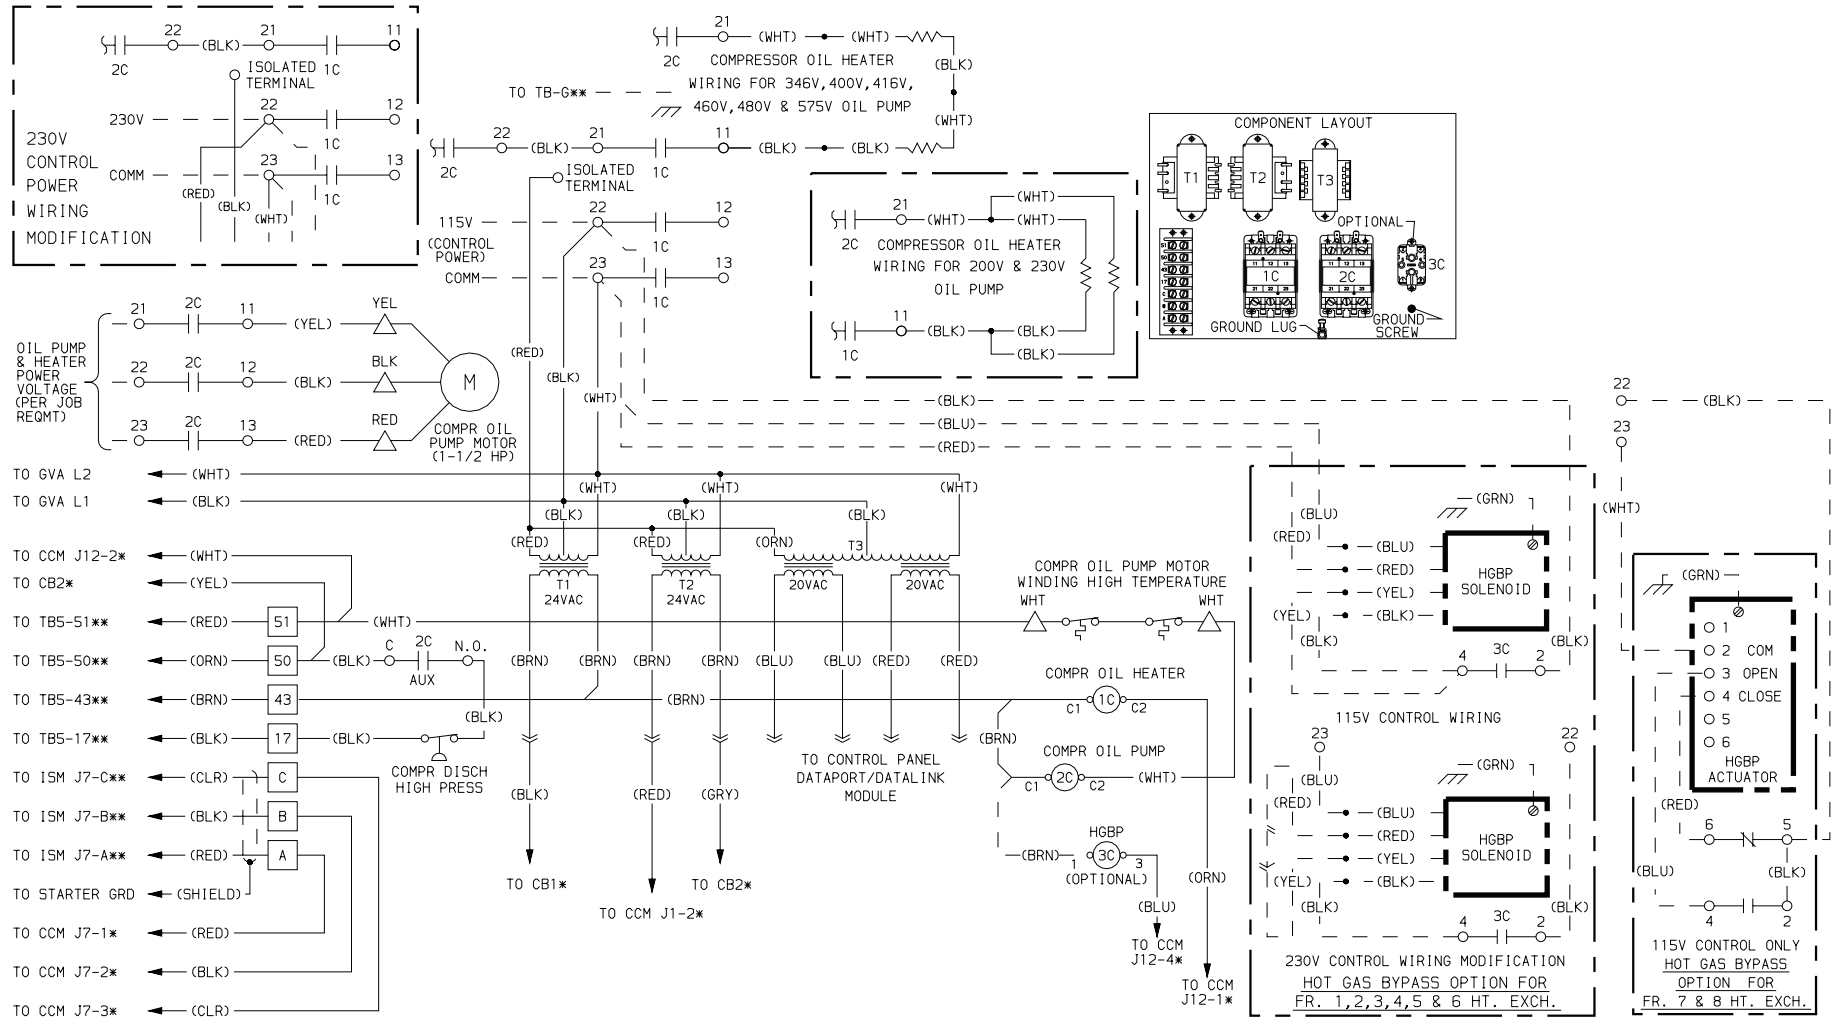 22 (BLK) 21 11
2C 1C
ISOLATED
TERMINAL
230V 22 12
1C
COMM 23 13
1C
230V
CONTROL
POWER
WIRING
MODIFICATION
(RED)
(BLK)
(WHT)
21 (WHT) (WHT)
2C
COMPRESSOR OIL HEATER
WIRING FOR 346V,400V,416V,
460V,480V & 575V OIL PUMP
TO TB-G**
(BLK)
(WHT)
22 (BLK) 21 11 (BLK) (BLK)
2C 1C
ISOLATED
TERMINAL
115V 22 12
(CONTROL
POWER)
1C
COMM 23 13
1C
21 (WHT) (WHT)
(WHT)
2C
COMPRESSOR OIL HEATER
WIRING FOR 200V & 230V
OIL PUMP
11 (BLK) (BLK)
(BLK)
1C
COMPONENT LAYOUT
T1 T2 T3
OPTIONAL
1C 2C 3C
11 12 13
21 22 23
11 12 13
21 22 23
GROUND LUG
GROUND
SCREW
OIL PUMP
& HEATER
POWER
VOLTAGE
(PER JOB
REQMT)
21 2C 11 (YEL) YEL
22 2C 12 (BLK) BLK
23 2C 13 (RED) RED
M
COMPR OIL
PUMP MOTOR
(1-1/2 HP)
(RED)
(BLK)
(WHT)
(BLK)
(BLU)
(RED)
TO GVA L2 (WHT)
TO GVA L1 (BLK)
(WHT) (WHT) (WHT)
(BLK) (BLK) (BLK)
(RED) (RED) (ORN) T3
T1
24VAC
T2
24VAC
20VAC
20VAC
TO CCM J12-2* (WHT)
TO CB2* (YEL)
TO TB5-51** (RED) 51 (WHT)
TO TB5-50** (ORN) 50 (BLK) C 2C N.O.
AUX
TO TB5-43** (BRN) 43 (BRN)
(BLK)
TO TB5-17** (BLK) 17 (BLK)
COMPR DISCH
HIGH PRESS
TO ISM J7-C** (CLR) C
TO ISM J7-B** (BLK) B
TO ISM J7-A** (RED) A
TO STARTER GRD (SHIELD)
TO CCM J7-1* (RED)
TO CCM J7-2* (BLK)
TO CCM J7-3* (CLR)
(BRN) (BRN) (BRN) (BRN) (BLU) (BLU) (RED) (RED)
(BLK) (RED) (GRY)
TO CB1*
TO CCM J1-2*
TO CB2*
TO CONTROL PANEL
DATAPORT/DATALINK
MODULE
COMPR OIL PUMP MOTOR
WINDING HIGH TEMPERATURE
WHT WHT
COMPR OIL HEATER
C1 1C C2
(BRN)
COMPR OIL PUMP
C1 2C C2 (WHT)
HGBP
(BRN) 1 3C 3
(OPTIONAL)
(BLU)
(ORN)
TO CCM
J12-4*
TO CCM
J12-1*
(GRN)
(BLU)
(RED)
(BLU)
(RED)
(YEL)
(BLK)
HGBP
SOLENOID
(YEL)
(BLK) (BLK)
4 3C 2
115V CONTROL WIRING
23 22
(GRN)
(BLU)
(RED)
(BLU)
(RED)
(YEL)
(BLK)
HGBP
SOLENOID
(YEL)
(BLK) (BLK)
4 3C 2
230V CONTROL WIRING MODIFICATION
HOT GAS BYPASS OPTION FOR
FR. 1,2,3,4,5 & 6 HT. EXCH.
22 (BLK)
23
(WHT)
(GRN)
1
2 COM
3 OPEN
4 CLOSE
5
6
HGBP
ACTUATOR
(RED)
6 5
(BLU) (BLK)
4 2
115V CONTROL ONLY
HOT GAS BYPASS
OPTION FOR
FR. 7 & 8 HT. EXCH.